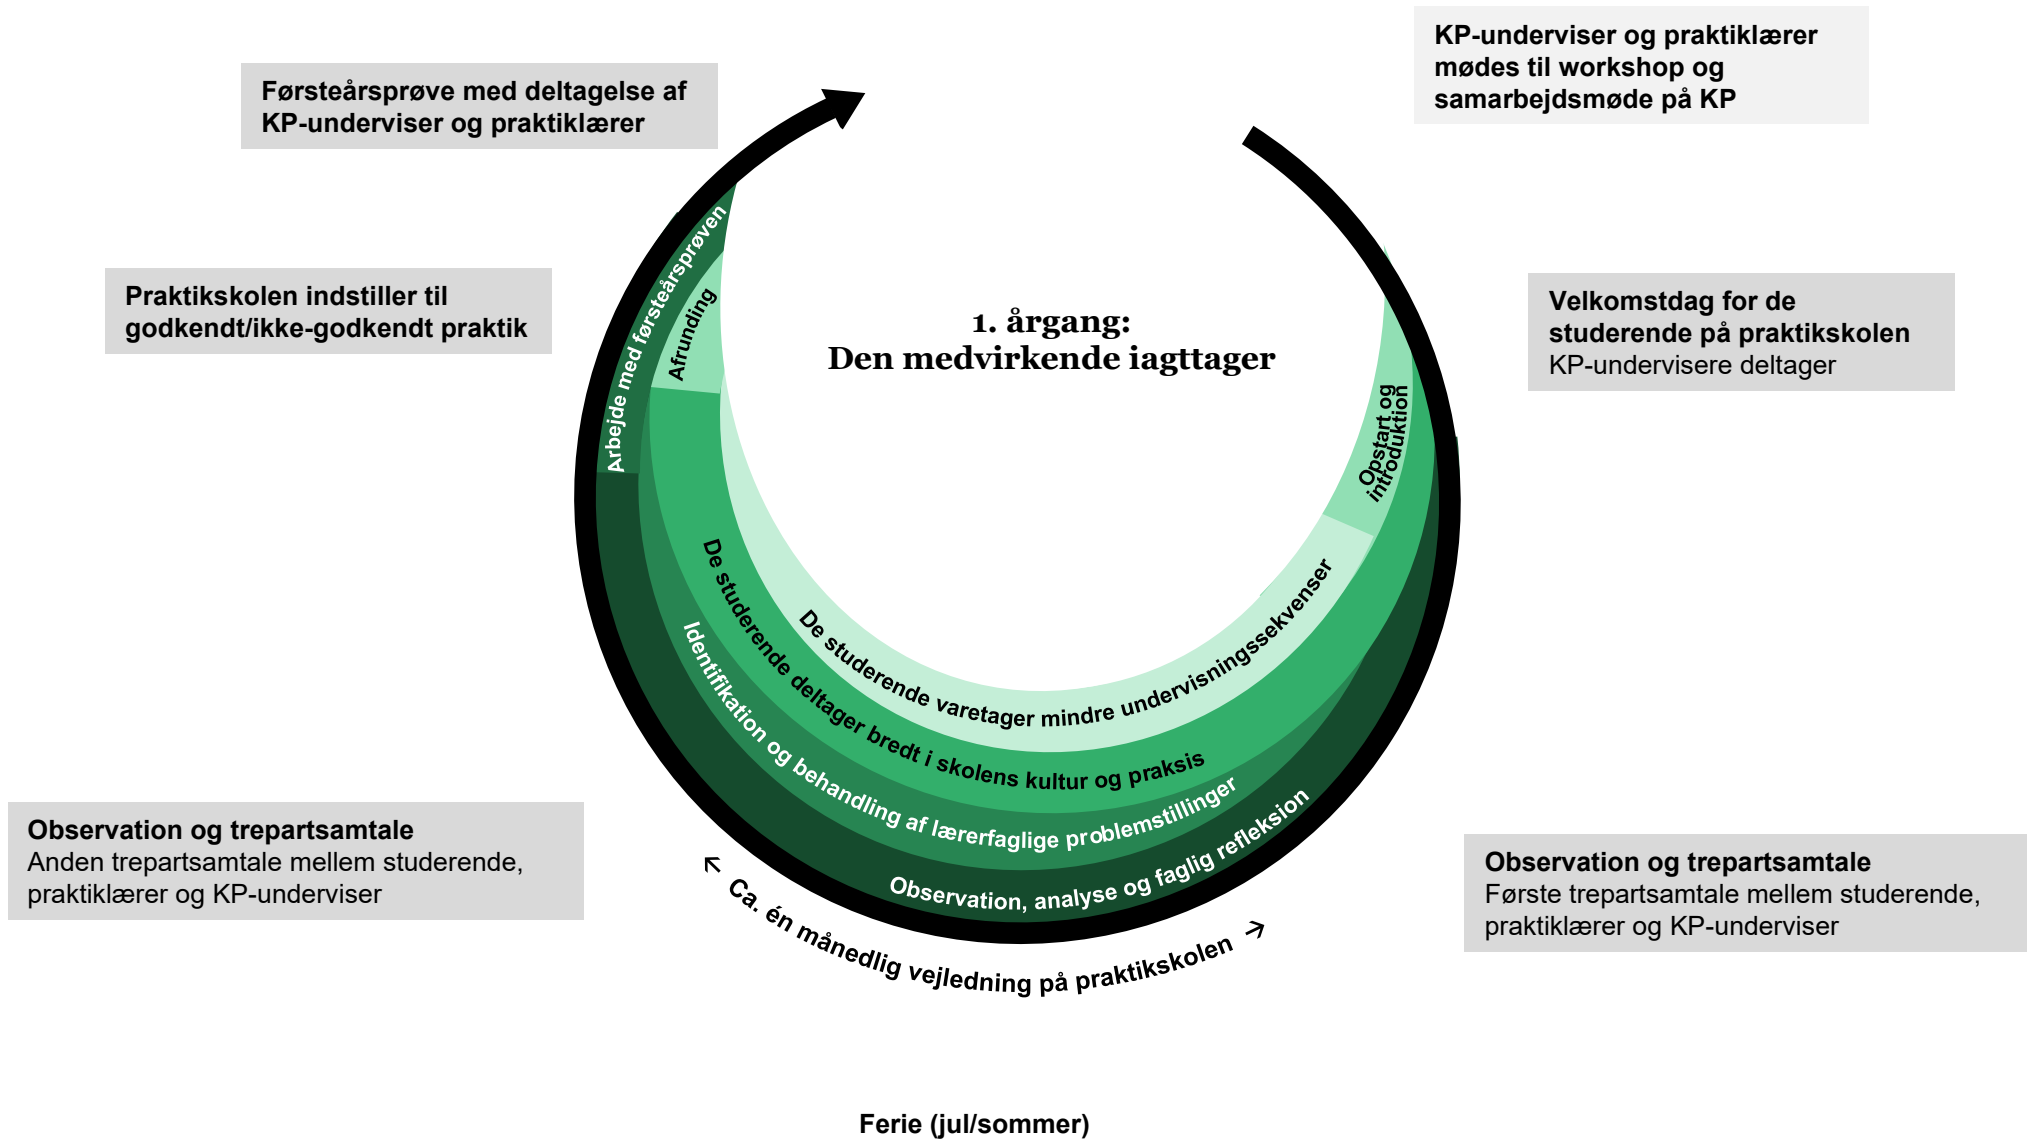 KP-underviser og praktiklærer
mødes til workshop og
samarbejdsmøde på KP
Førsteårsprøve med deltagelse af
KP-underviser og praktiklærer
Praktikskolen indstiller til
godkendt/ikke-godkendt praktik
1. årgang:
Den medvirkende iagttager
Velkomstdag for de
studerende på praktikskolen
KP-undervisere deltager
Arbejde med førsteårsprøven
Afrunding
Opstart og
introduktion
De studerende varetager mindre undervisningssekvenser
De studerende deltager bredt i skolens kultur og praksis
Identifikation og behandling af lærerfaglige problemstillinger
Observation, analyse og faglig refleksion
← Ca. én månedlig vejledning på praktikskolen →
Observation og trepartsamtale
Anden trepartsamtale mellem studerende,
praktiklærer og KP-underviser
Observation og trepartsamtale
Første trepartsamtale mellem studerende,
praktiklærer og KP-underviser
Ferie (jul/sommer)